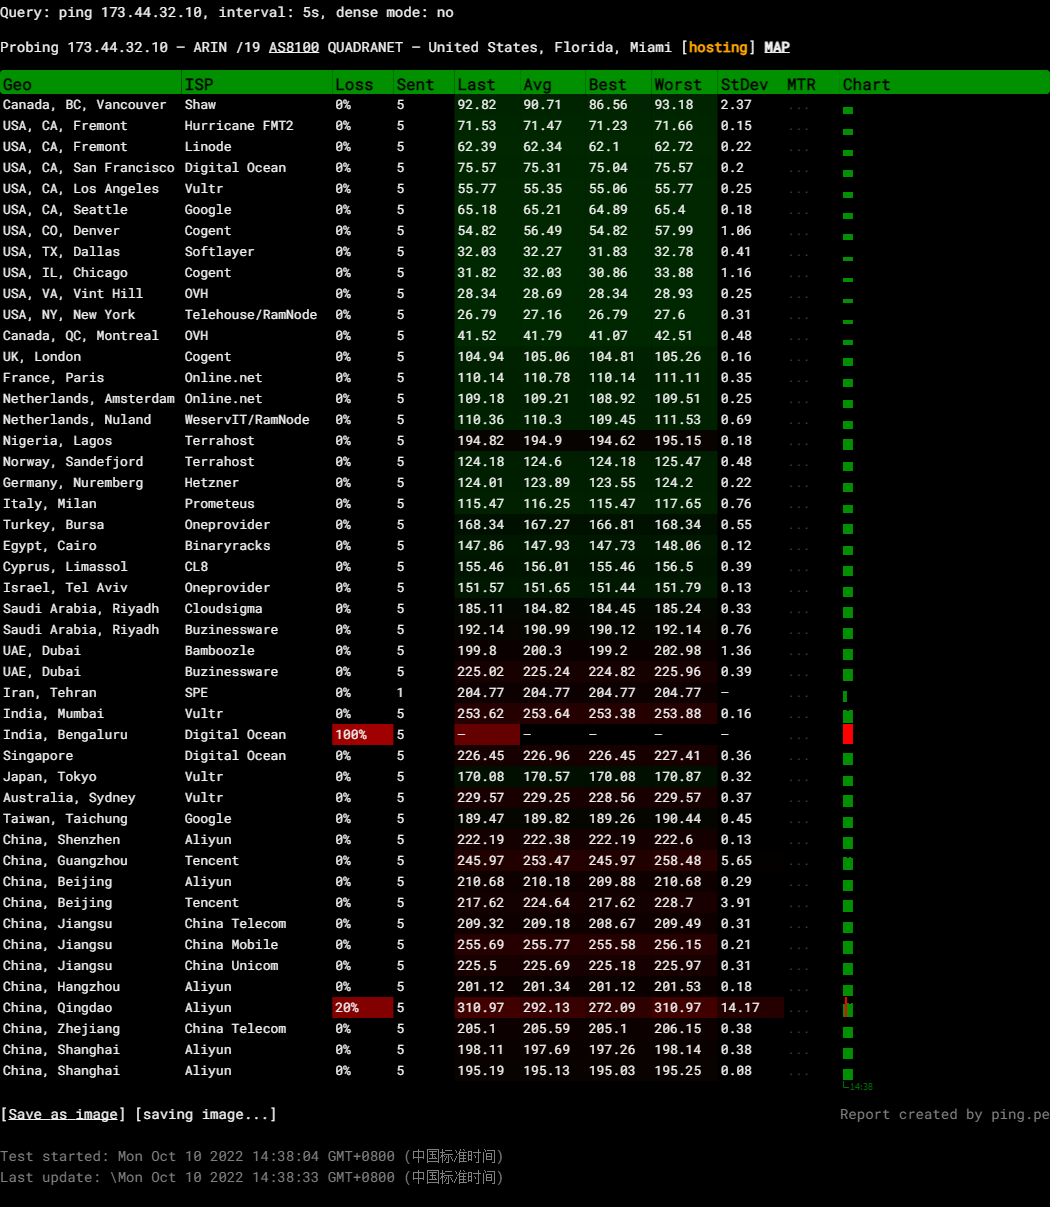 Query: ping 173.44.32.10, interval: 5s, dense mode: no
Probing 173.44.32.10 — ARIN /19 AS8100 QUADRANET — United States, Florida, Miami [hosting] MAP
Geo ISP Loss Sent Last Avg Best Worst StDev MTR Chart
Canada, BC, Vancouver Shaw 0% 5 92.82 90.71 86.56 93.18 2.37 ...
USA, CA, Fremont Hurricane FMT2 0% 5 71.53 71.47 71.23 71.66 0.15 ...
USA, CA, Fremont Linode 0% 5 62.39 62.34 62.1 62.72 0.22 ...
USA, CA, San Francisco Digital Ocean 0% 5 75.57 75.31 75.04 75.57 0.2 ...
USA, CA, Los Angeles Vultr 0% 5 55.77 55.35 55.06 55.77 0.25 ...
USA, CA, Seattle Google 0% 5 65.18 65.21 64.89 65.4 0.18 ...
USA, CO, Denver Cogent 0% 5 54.82 56.49 54.82 57.99 1.06 ...
USA, TX, Dallas Softlayer 0% 5 32.03 32.27 31.83 32.78 0.41 ...
USA, IL, Chicago Cogent 0% 5 31.82 32.03 30.86 33.88 1.16 ...
USA, VA, Vint Hill OVH 0% 5 28.34 28.69 28.34 28.93 0.25 ...
USA, NY, New York Telehouse/RamNode 0% 5 26.79 27.16 26.79 27.6 0.31 ...
Canada, QC, Montreal OVH 0% 5 41.52 41.79 41.07 42.51 0.48 ...
UK, London Cogent 0% 5 104.94 105.06 104.81 105.26 0.16 ...
France, Paris Online.net 0% 5 110.14 110.78 110.14 111.11 0.35 ...
Netherlands, Amsterdam Online.net 0% 5 109.18 109.21 108.92 109.51 0.25 ...
Netherlands, Nuland WeservIT/RamNode 0% 5 110.36 110.3 109.45 111.53 0.69 ...
Nigeria, Lagos Terrahost 0% 5 194.82 194.9 194.62 195.15 0.18 ...
Norway, Sandefjord Terrahost 0% 5 124.18 124.6 124.18 125.47 0.48 ...
Germany, Nuremberg Hetzner 0% 5 124.01 123.89 123.55 124.2 0.22 ...
Italy, Milan Prometeus 0% 5 115.47 116.25 115.47 117.65 0.76 ...
Turkey, Bursa Oneprovider 0% 5 168.34 167.27 166.81 168.34 0.55 ...
Egypt, Cairo Binaryracks 0% 5 147.86 147.93 147.73 148.06 0.12 ...
Cyprus, Limassol CL8 0% 5 155.46 156.01 155.46 156.5 0.39 ...
Israel, Tel Aviv Oneprovider 0% 5 151.57 151.65 151.44 151.79 0.13 ...
Saudi Arabia, Riyadh Cloudsigma 0% 5 185.11 184.82 184.45 185.24 0.33 ...
Saudi Arabia, Riyadh Buzinessware 0% 5 192.14 190.99 190.12 192.14 0.76 ...
UAE, Dubai Bamboozle 0% 5 199.8 200.3 199.2 202.98 1.36 ...
UAE, Dubai Buzinessware 0% 5 225.02 225.24 224.82 225.96 0.39 ...
Iran, Tehran SPE 0% 1 204.77 204.77 204.77 204.77 — ...
India, Mumbai Vultr 0% 5 253.62 253.64 253.38 253.88 0.16 ...
India, Bengaluru Digital Ocean 100% 5 — — — — — ...
Singapore Digital Ocean 0% 5 226.45 226.96 226.45 227.41 0.36 ...
Japan, Tokyo Vultr 0% 5 170.08 170.57 170.08 170.87 0.32 ...
Australia, Sydney Vultr 0% 5 229.57 229.25 228.56 229.57 0.37 ...
Taiwan, Taichung Google 0% 5 189.47 189.82 189.26 190.44 0.45 ...
China, Shenzhen Aliyun 0% 5 222.19 222.38 222.19 222.6 0.13 ...
China, Guangzhou Tencent 0% 5 245.97 253.47 245.97 258.48 5.65 ...
China, Beijing Aliyun 0% 5 210.68 210.18 209.88 210.68 0.29 ...
China, Beijing Tencent 0% 5 217.62 224.64 217.62 228.7 3.91 ...
China, Jiangsu China Telecom 0% 5 209.32 209.18 208.67 209.49 0.31 ...
China, Jiangsu China Mobile 0% 5 255.69 255.77 255.58 256.15 0.21 ...
China, Jiangsu China Unicom 0% 5 225.5 225.69 225.18 225.97 0.31 ...
China, Hangzhou Aliyun 0% 5 201.12 201.34 201.12 201.53 0.18 ...
China, Qingdao Aliyun 20% 5 310.97 292.13 272.09 310.97 14.17 ...
China, Zhejiang China Telecom 0% 5 205.1 205.59 205.1 206.15 0.38 ...
China, Shanghai Aliyun 0% 5 198.11 197.69 197.26 198.14 0.38 ...
China, Shanghai Aliyun 0% 5 195.19 195.13 195.03 195.25 0.08 ...
14:38
[Save as image] [saving image...] Report created by ping.pe
Test started: Mon Oct 10 2022 14:38:04 GMT+0800 (中国标准时间)
Last update: \Mon Oct 10 2022 14:38:33 GMT+0800 (中国标准时间)